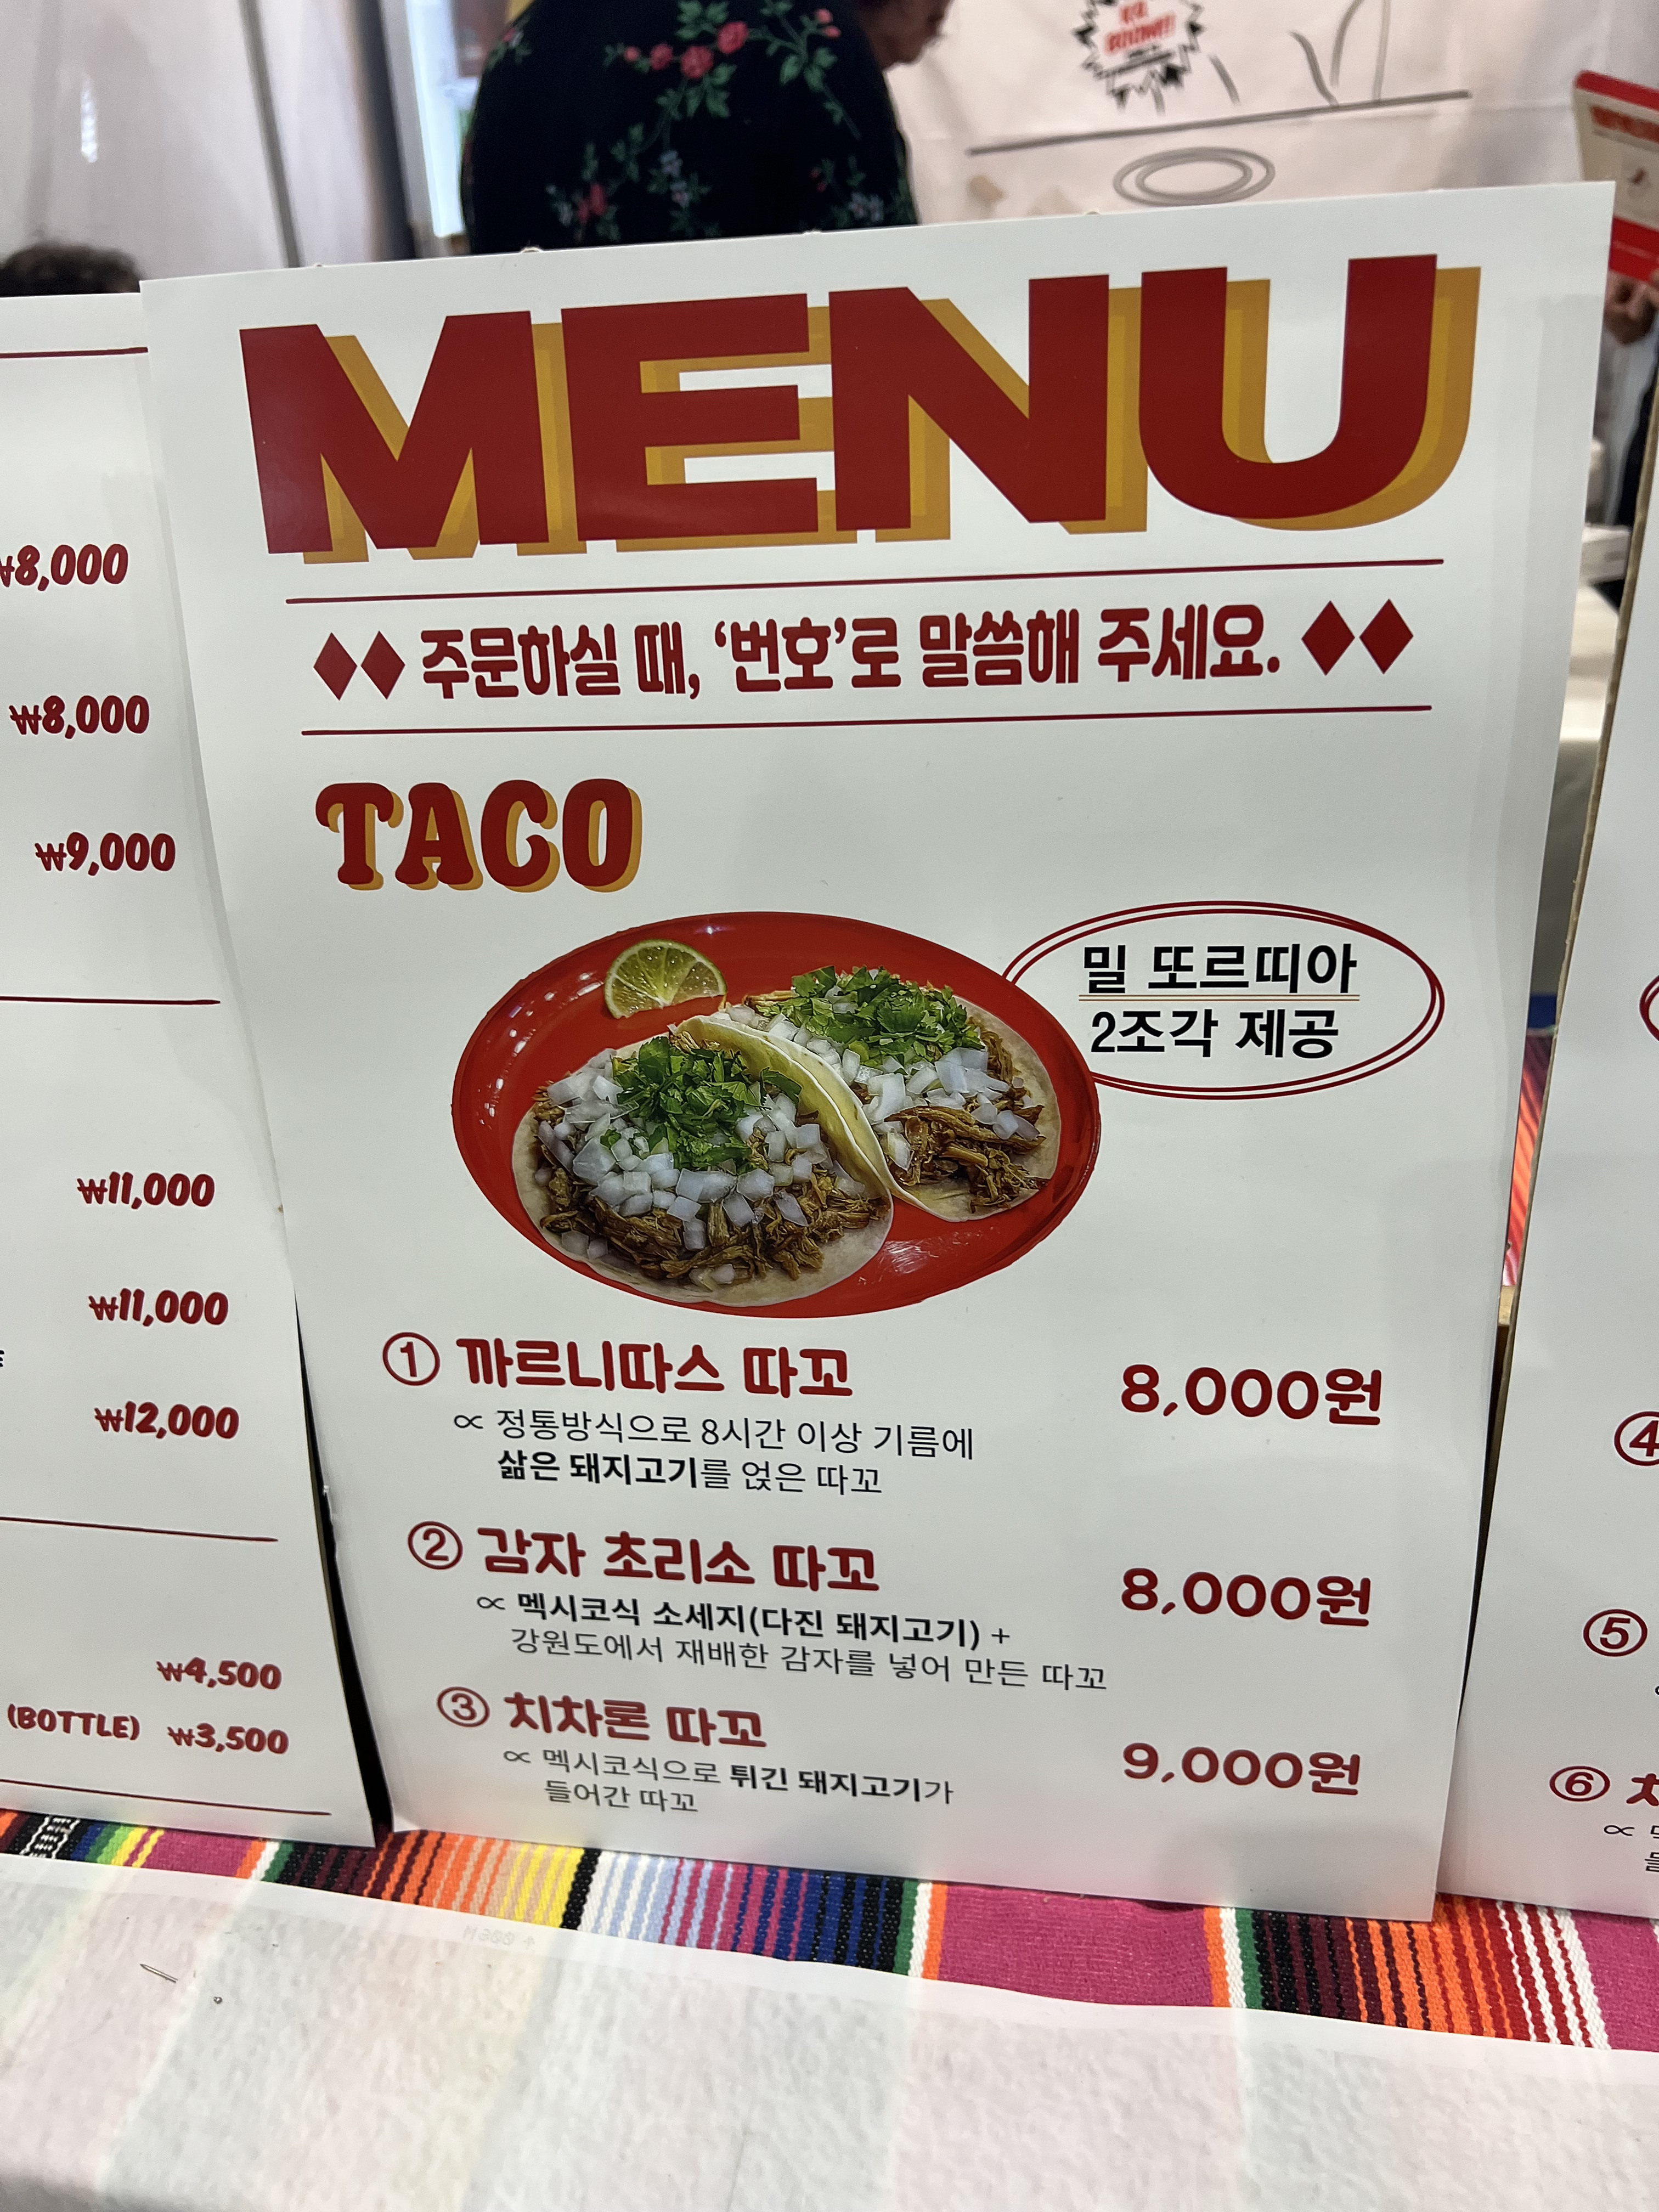 MENU
주문하실 때, '번호'로 말씀해 주세요.
TACO
밀 또르띠아
2조각 제공
① 까르니따스 따꼬 8,000원
∝ 정통방식으로 8시간 이상 기름에
삶은 돼지고기를 얹은 따꼬
② 감자 초리소 따꼬 8,000원
∝ 멕시코식 소세지(다진 돼지고기) +
강원도에서 재배한 감자를 넣어 만든 따꼬
③ 치차론 따꼬 9,000원
∝ 멕시코식으로 튀긴 돼지고기가
들어간 따꼬
₩8,000
₩8,000
₩9,000
₩11,000
₩11,000
₩12,000
₩4,500
(BOTTLE) ₩3,500
④
⑤
⑥